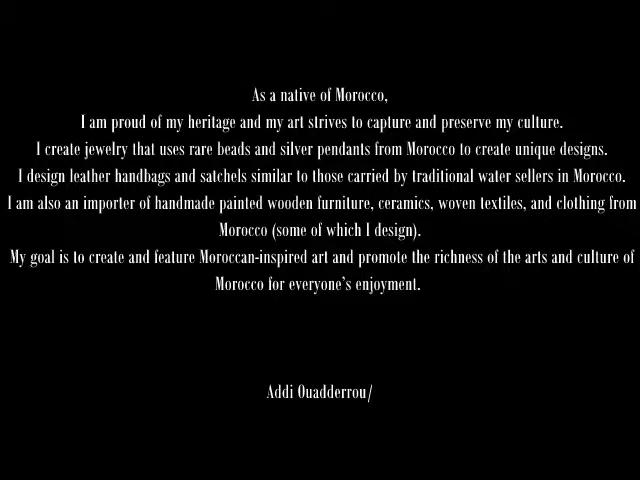 As a native of Morocco,
I am proud of my heritage and my art strives to capture and preserve my culture.
I create jewelry that uses rare beads and silver pendants from Morocco to create unique designs.
I design leather handbags and satchels similar to those carried by traditional water sellers in Morocco.
I am also an importer of handmade painted wooden furniture, ceramics, woven textiles, and clothing from
Morocco (some of which I design).
My goal is to create and feature Moroccan-inspired art and promote the richness of the arts and culture of
Morocco for everyone’s enjoyment.
Addi Ouadderrou/